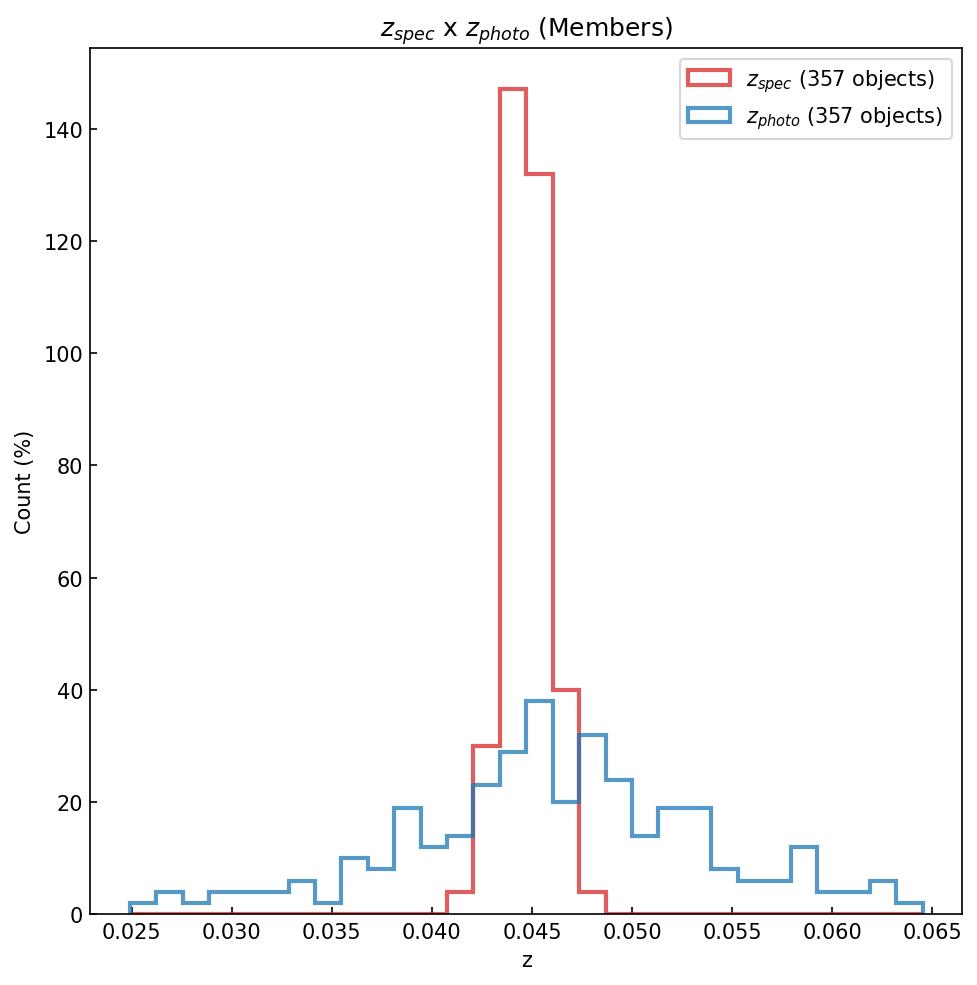 z_spec x z_photo (Members)
z_spec (357 objects)
z_photo (357 objects)
Count (%)
140
120
100
80
60
40
20
0
0.025 0.030 0.035 0.040 0.045 0.050 0.055 0.060 0.065
z